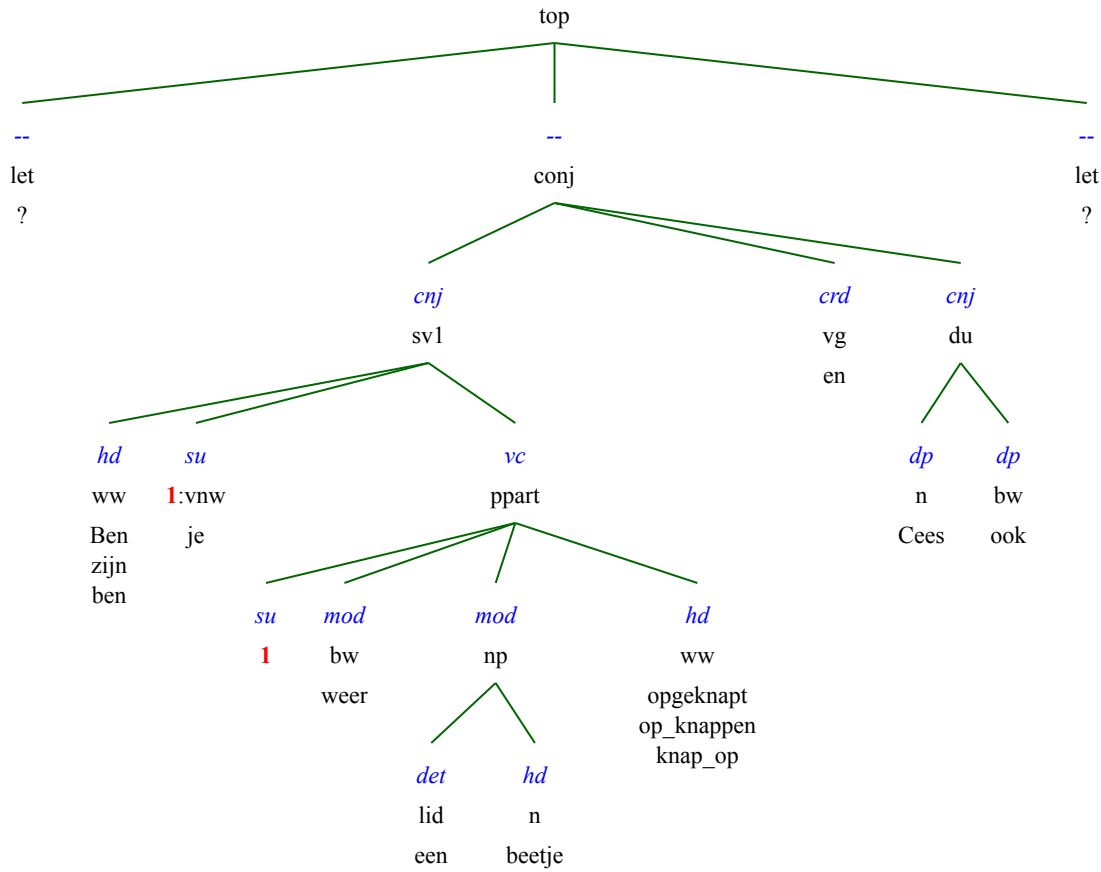 top
-- -- --
let conj let
? ?
cnj crd cnj
sv1 vg du
en
hd su vc dp dp
ww 1:vnw ppart n bw
Ben je Cees ook
zijn
ben
su mod mod hd
1 bw np ww
weer opgeknapt
op_knappen
knap_op
det hd
lid n
een beetje